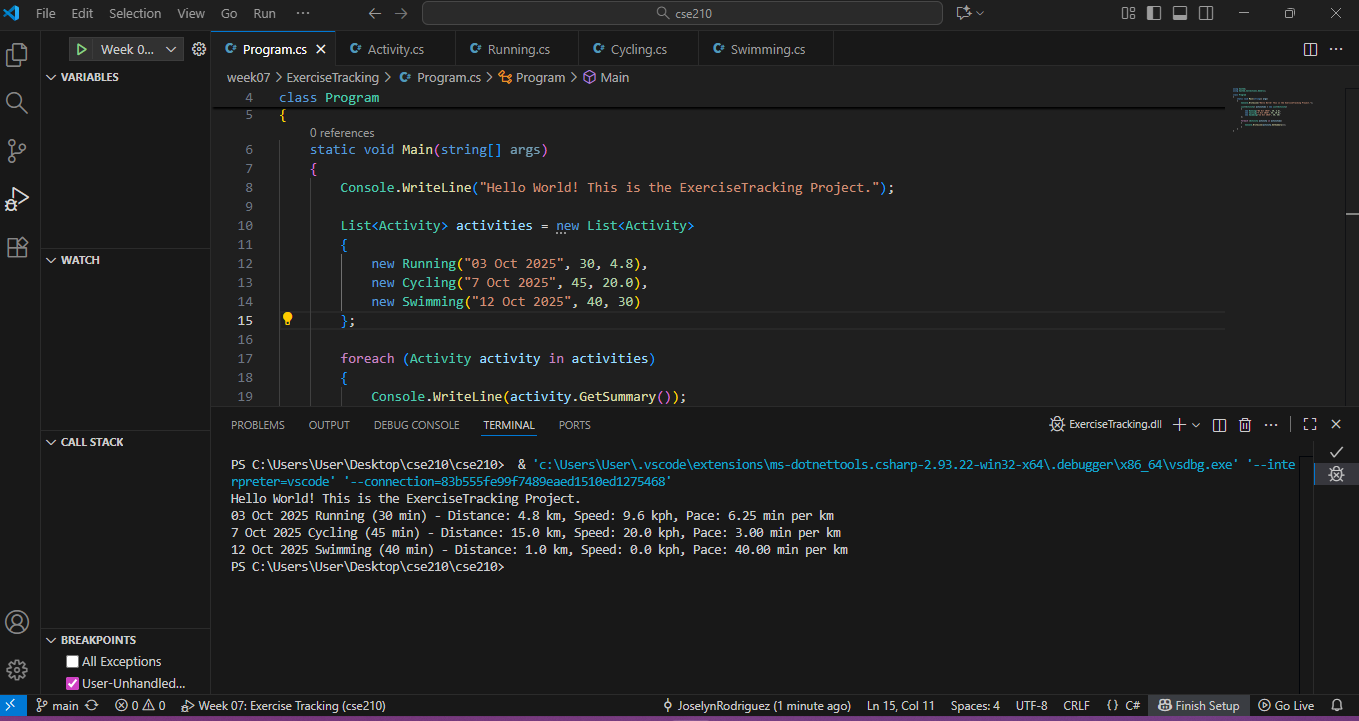 File Edit Selection View Go Run ··· cse210
Week 0... Program.cs Activity.cs Running.cs Cycling.cs Swimming.cs
VARIABLES
week07 > ExerciseTracking > Program.cs > Program > Main
4 class Program
5 {
0 references
6 static void Main(string[] args)
7 {
8 Console.WriteLine("Hello World! This is the ExerciseTracking Project.");
9
10 List<Activity> activities = new List<Activity>
11 {
12 new Running("03 Oct 2025", 30, 4.8),
13 new Cycling("7 Oct 2025", 45, 20.0),
14 new Swimming("12 Oct 2025", 40, 30)
15 };
16
17 foreach (Activity activity in activities)
18 {
19 Console.WriteLine(activity.GetSummary());
WATCH
CALL STACK
BREAKPOINTS
All Exceptions
User-Unhandled...
PROBLEMS OUTPUT DEBUG CONSOLE TERMINAL PORTS ExerciseTracking.dll
PS C:\Users\User\Desktop\cse210\cse210> & 'c:\Users\User\.vscode\extensions\ms-dotnettools.csharp-2.93.22-win32-x64\.debugger\x86_64\vsdbg.exe' '--inte
rpreter=vscode' '--connection=83b555fe99f7489eaed1510ed1275468'
Hello World! This is the ExerciseTracking Project.
03 Oct 2025 Running (30 min) - Distance: 4.8 km, Speed: 9.6 kph, Pace: 6.25 min per km
7 Oct 2025 Cycling (45 min) - Distance: 15.0 km, Speed: 20.0 kph, Pace: 3.00 min per km
12 Oct 2025 Swimming (40 min) - Distance: 1.0 km, Speed: 0.0 kph, Pace: 40.00 min per km
PS C:\Users\User\Desktop\cse210\cse210>
main 0 0 Week 07: Exercise Tracking (cse210) JoselynRodriguez (1 minute ago) Ln 15, Col 11 Spaces: 4 UTF-8 CRLF {} C# Finish Setup Go Live